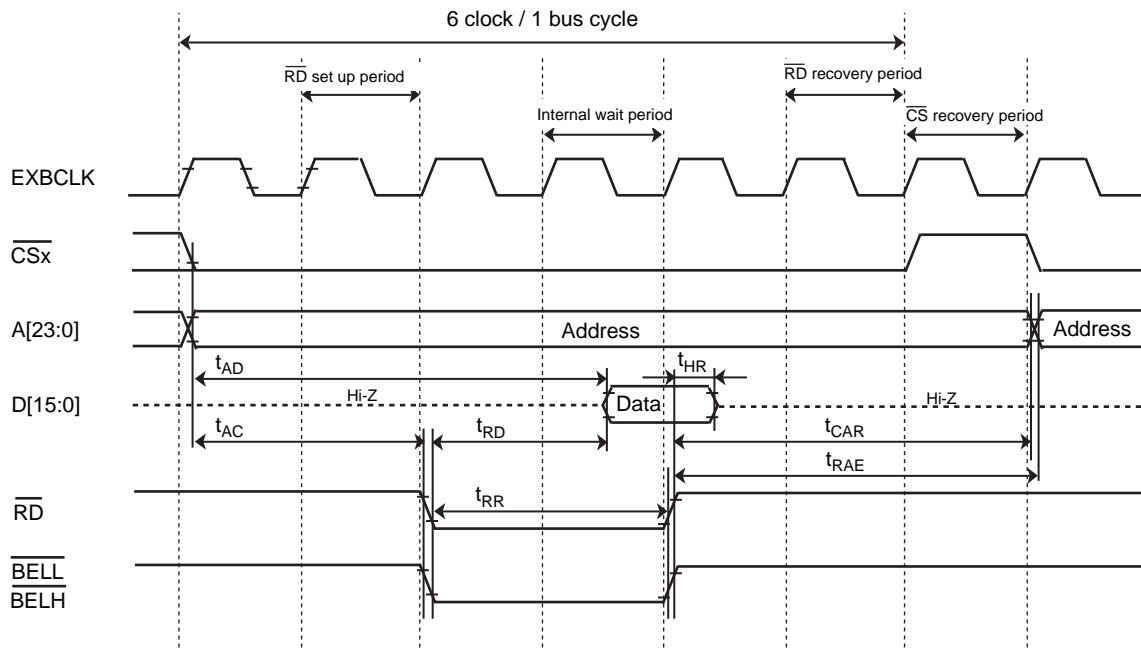 6 clock / 1 bus cycle
RD set up period
RD recovery period
Internal wait period
CS recovery period
EXBCLK
CSx
A[23:0]
Address
Address
tAD
tHR
D[15:0]
Hi-Z
Data
Hi-Z
tAC
tRD
tCAR
tRAE
RD
tRR
BELL
BELH